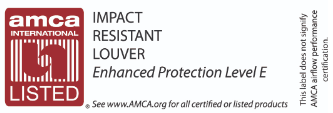 amca
INTERNATIONAL
LISTED
®
IMPACT
RESISTANT
LOUVER
Enhanced Protection Level E
See www.AMCA.org for all certified or listed products
This label does not signify
AMCA airflow performance
certification.